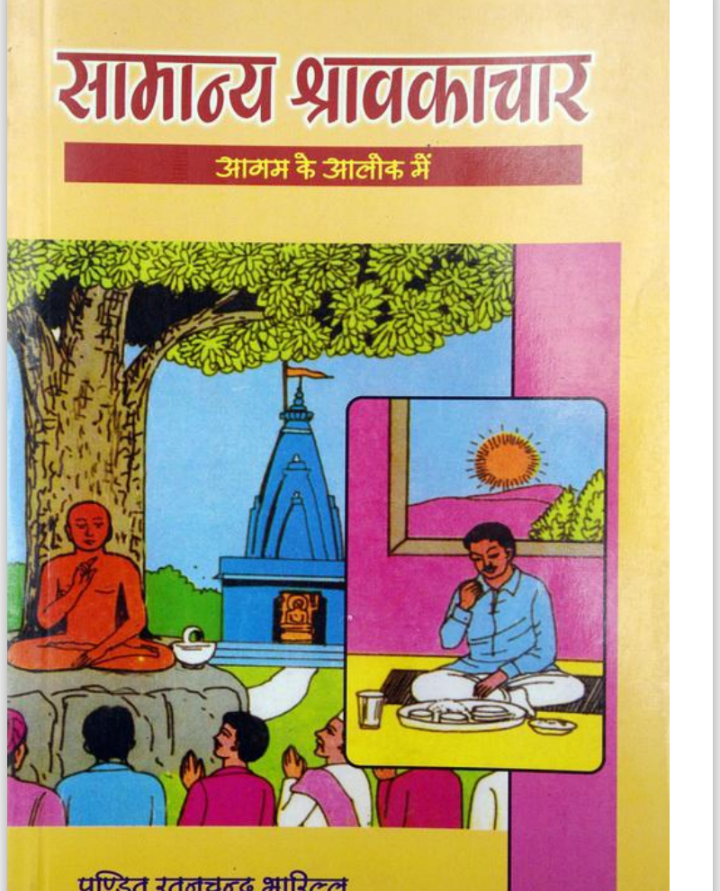 सामान्य श्रावकाचार
आगम के आलोक में
पण्डित रतनचन्द भारिल्ल